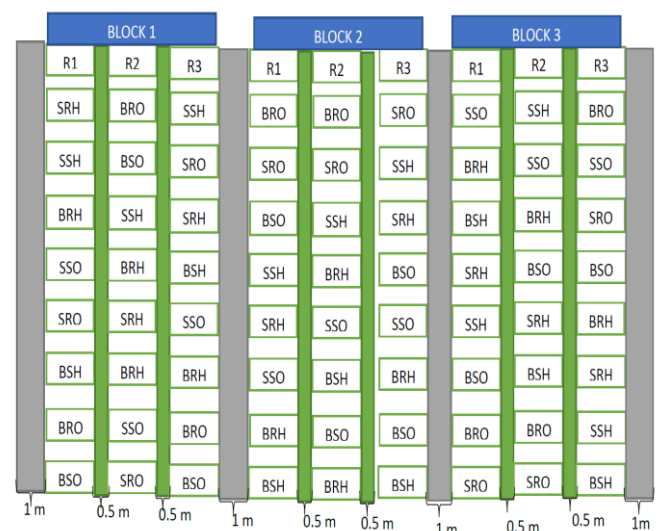 BLOCK 1 BLOCK 2 BLOCK 3
R1 R2 R3 R1 R2 R3 R1 R2 R3
SRH BRO SSH BRO BRO SRO SSO SSH BRO
SSH BSO SRO SRO SRO SSH BRH SSO SSO
BRH SSH SRH BSO SSH SRH BSH BRH SRO
SSO BRH BSH SSH BRH BSO SRH BSO BSO
SRO SRH SSO SRH SSO SSO SSH SRH BRH
BSH BRH BRH SSO BSH BRH BSO BSH SRH
BRO SSO BRO BRH BSO BSO BRO BRO SSH
BSO SRO BSO BSH BRH BSH SRO SRO BSH
1 m 0.5 m 0.5 m 1 m 0.5 m 0.5 m 1 m 0.5 m 0.5 m 1m